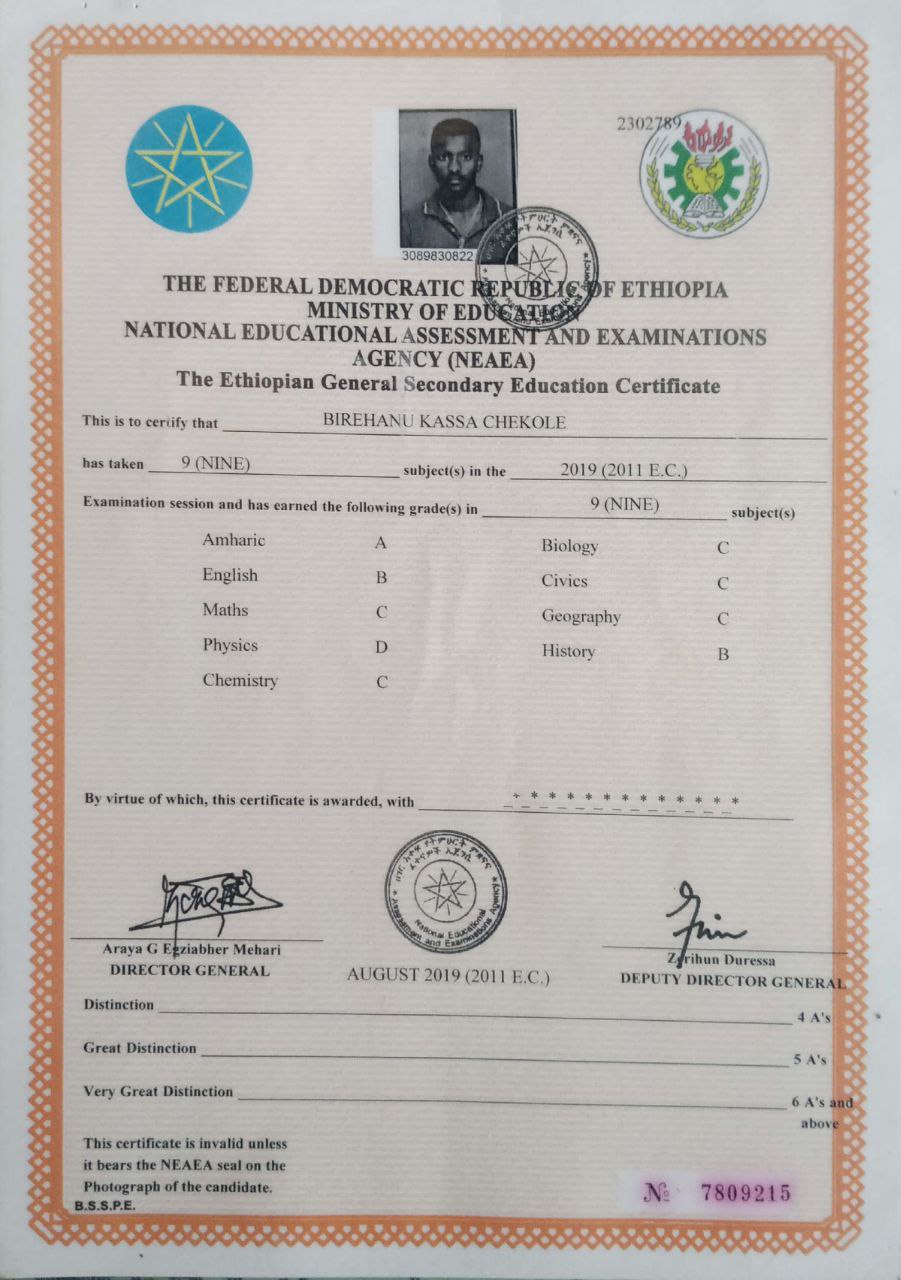 2302789
3089830822
THE FEDERAL DEMOCRATIC REPUBLIC OF ETHIOPIA
MINISTRY OF EDUCATION
NATIONAL EDUCATIONAL ASSESSMENT AND EXAMINATIONS
AGENCY (NEAEA)
The Ethiopian General Secondary Education Certificate
This is to certify that BIREHANU KASSA CHEKOLE
has taken 9 (NINE) subject(s) in the 2019 (2011 E.C.)
Examination session and has earned the following grade(s) in 9 (NINE) subject(s)
Amharic A Biology C
English B Civics C
Maths C Geography C
Physics D History B
Chemistry C
By virtue of which, this certificate is awarded, with * * * * * * * * * * * * *
National Educational
Assessment and Examinations Agency
Araya G Egziabher Mehari
DIRECTOR GENERAL
AUGUST 2019 (2011 E.C.)
Zerihun Duressa
DEPUTY DIRECTOR GENERAL
Distinction 4 A's
Great Distinction 5 A's
Very Great Distinction 6 A's and
above
This certificate is invalid unless
it bears the NEAEA seal on the
Photograph of the candidate.
B.S.S.P.E.
№ 7809215